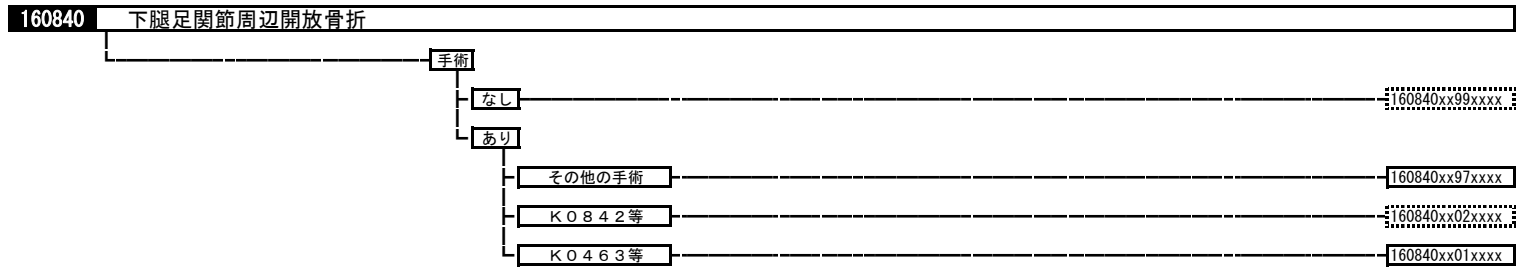 160840 下腿足関節周辺開放骨折
手術
なし 160840xx99xxxx
あり
その他の手術 160840xx97xxxx
K0842等 160840xx02xxxx
K0463等 160840xx01xxxx